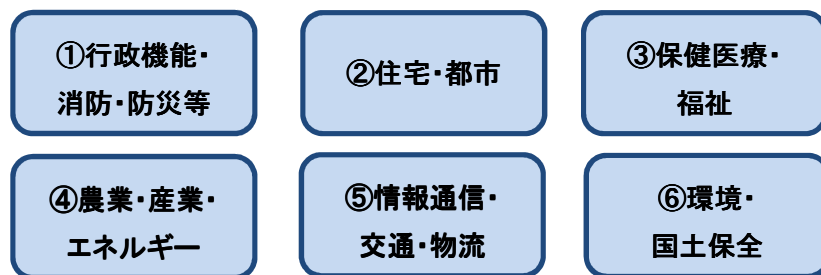 ①行政機能・
消防・防災等
②住宅・都市
③保健医療・
福祉
④農業・産業・
エネルギー
⑤情報通信・
交通・物流
⑥環境・
国土保全